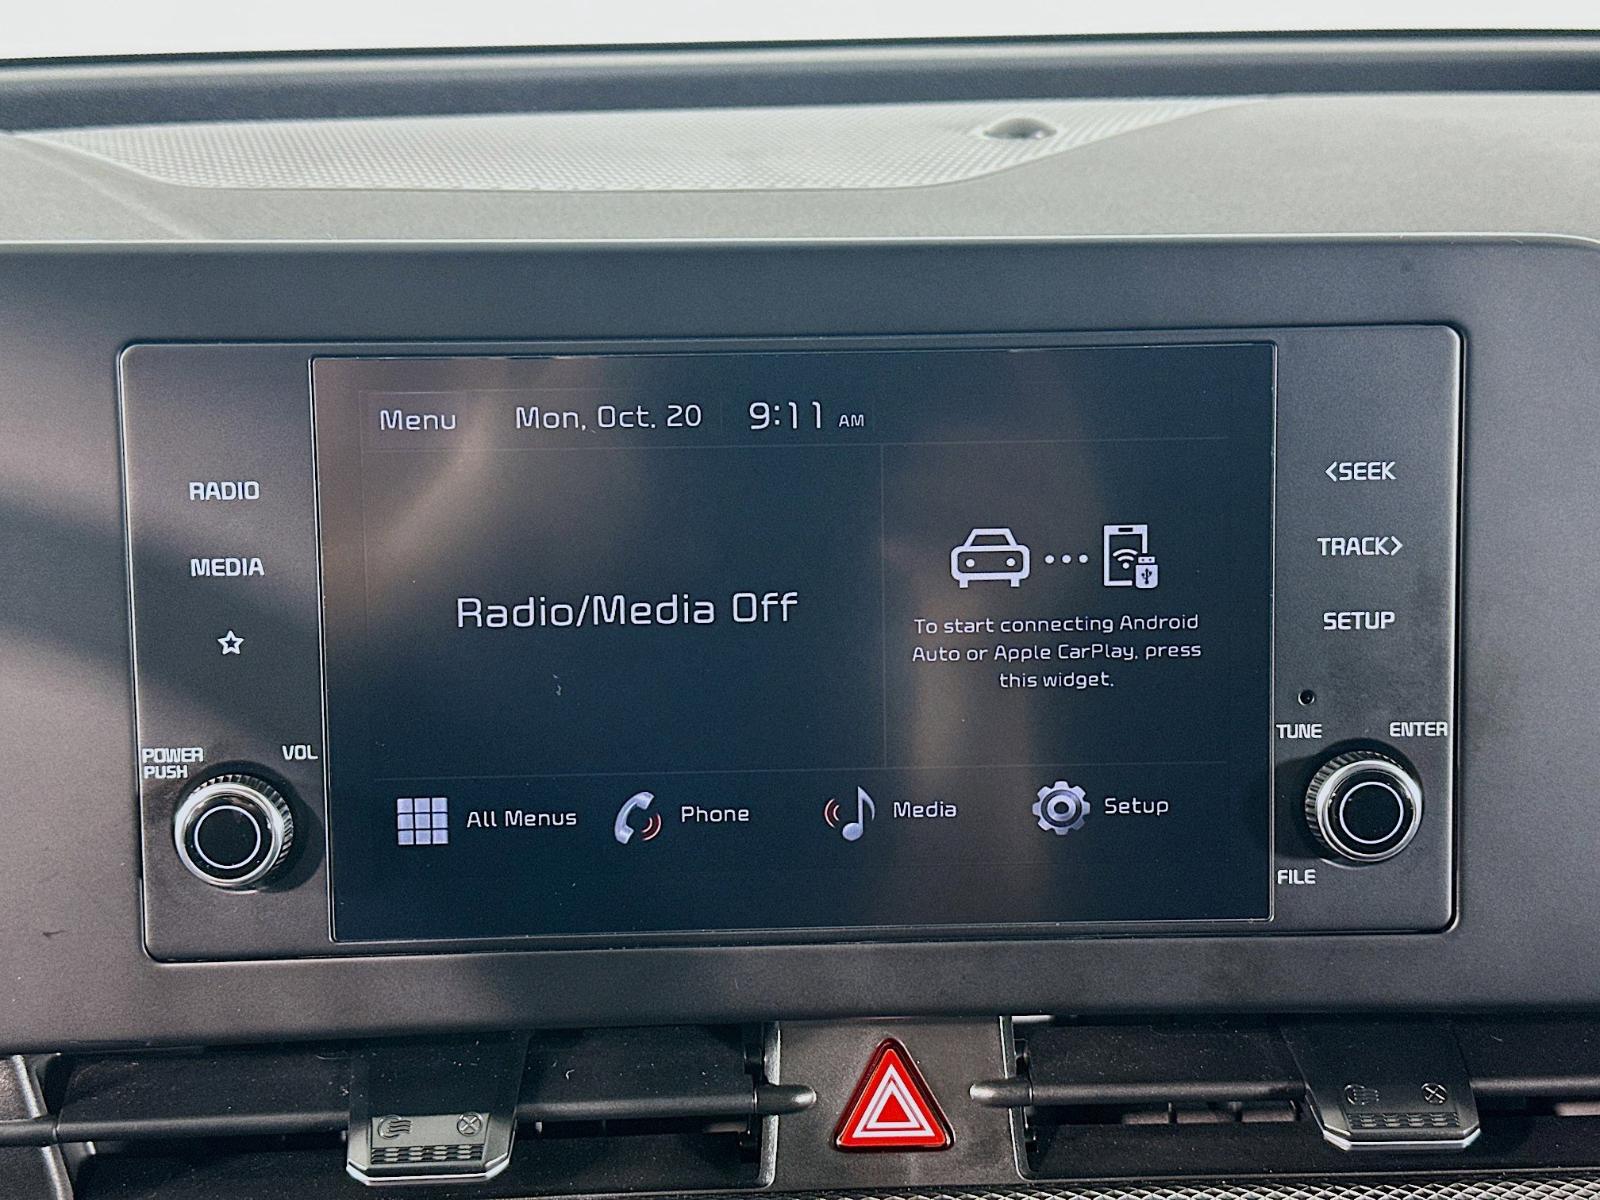 Menu Mon, Oct. 20 9:11 AM
RADIO
MEDIA
POWER
PUSH
VOL
Radio/Media Off
To start connecting Android
Auto or Apple CarPlay, press
this widget.
All Menus Phone Media Setup
<SEEK
TRACK>
SETUP
TUNE ENTER
FILE